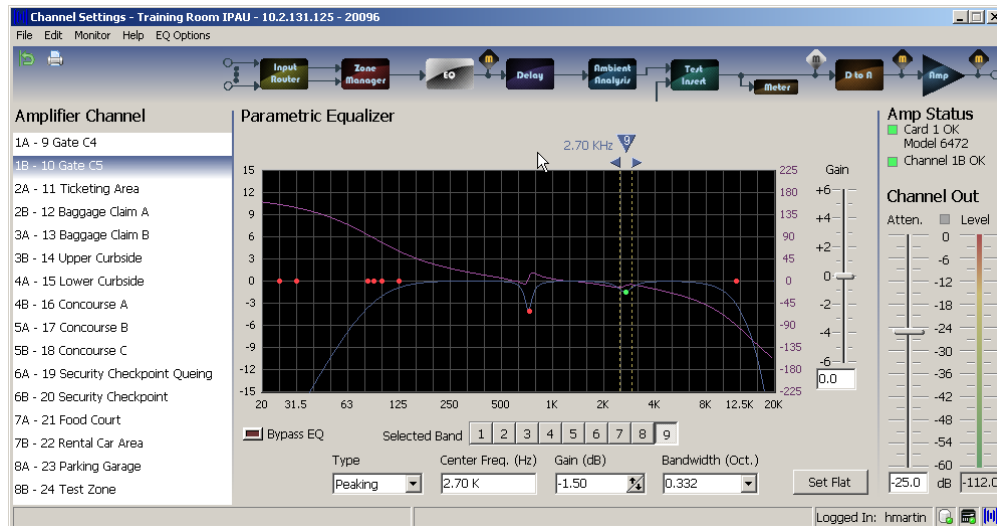 Channel Settings - Training Room IPAU - 10.2.131.125 - 20096
File Edit Monitor Help EQ Options
Input Router
Zone Manager
EQ
m
Delay
Ambient Analysis
Test Insert
Meter
m
D to A
m
Amp
m
Amplifier Channel
1A - 9 Gate C4
1B - 10 Gate C5
2A - 11 Ticketing Area
2B - 12 Baggage Claim A
3A - 13 Baggage Claim B
3B - 14 Upper Curbside
4A - 15 Lower Curbside
4B - 16 Concourse A
5A - 17 Concourse B
5B - 18 Concourse C
6A - 19 Security Checkpoint Queing
6B - 20 Security Checkpoint
7A - 21 Food Court
7B - 22 Rental Car Area
8A - 23 Parking Garage
8B - 24 Test Zone
Parametric Equalizer
2.70 KHz 9
15 225
12 180
9 135
6 90
3 45
0 0
-3 -45
-6 -90
-9 -135
-12 -180
-15 -225
20 31.5 63 125 250 500 1K 2K 4K 8K 12.5K 20K
Gain
+6
+4
+2
0
-2
-4
-6
0.0
Bypass EQ
Selected Band 1 2 3 4 5 6 7 8 9
Type Center Freq. (Hz) Gain (dB) Bandwidth (Oct.)
Peaking 2.70 K -1.50 0.332 Set Flat
Amp Status
Card 1 OK
Model 6472
Channel 1B OK
Channel Out
Atten. Level
0
-6
-12
-18
-24
-30
-36
-42
-48
-54
-60
-25.0 dB -112.0
Logged In: hmartin